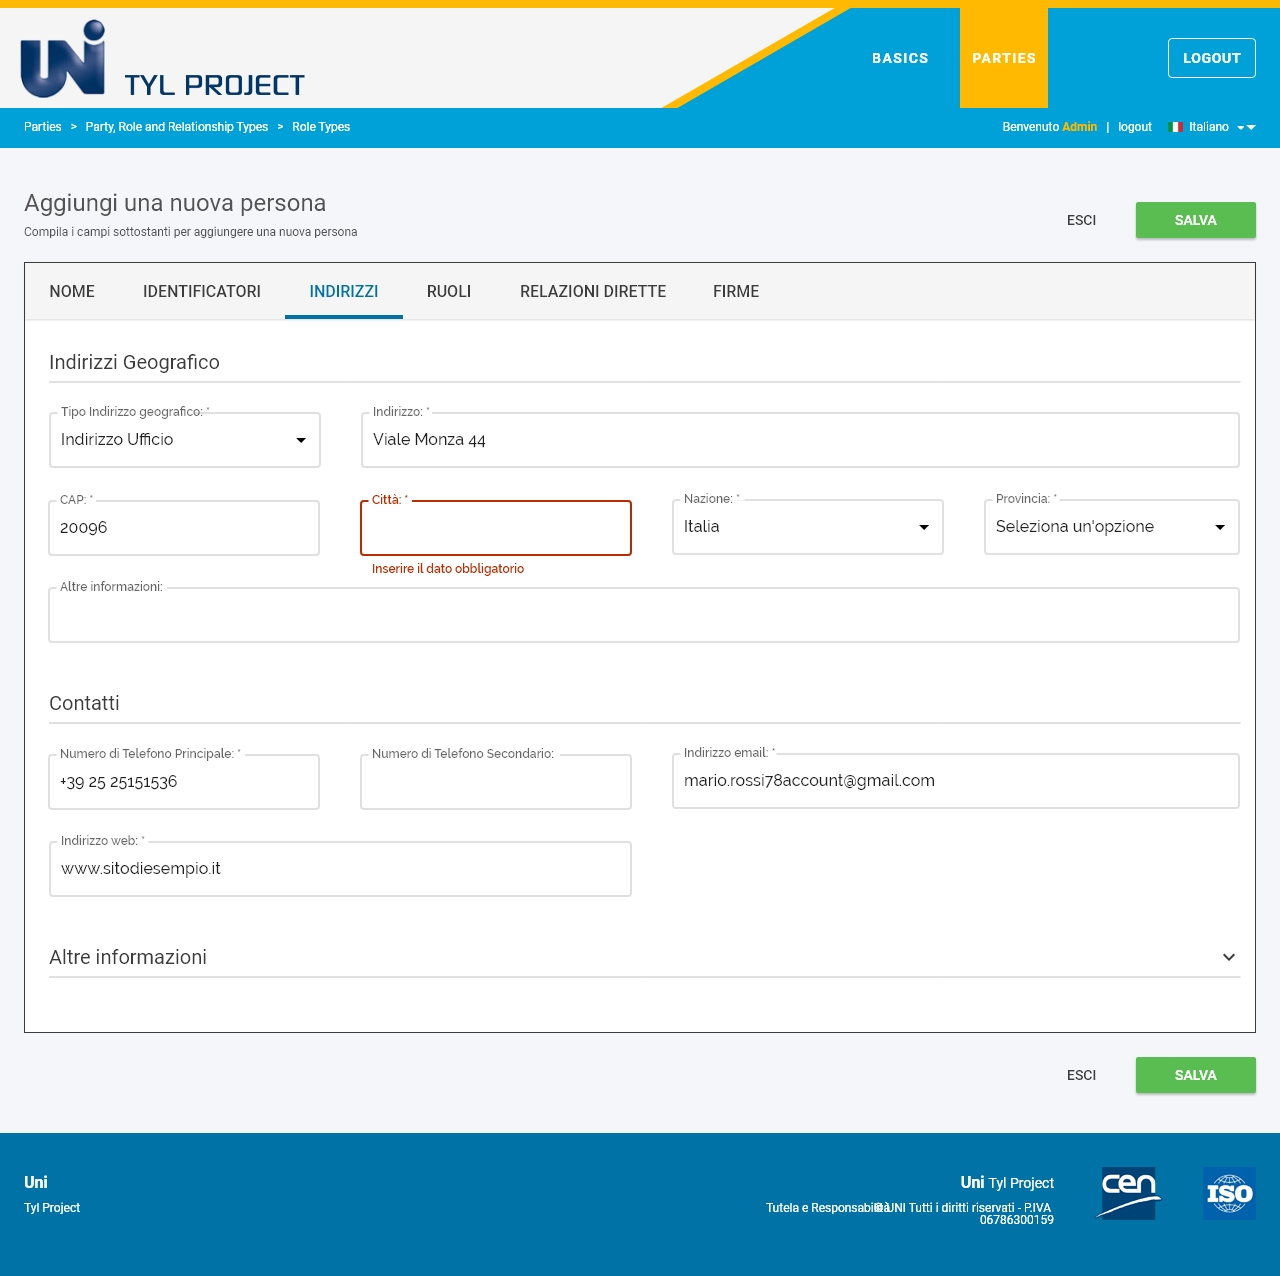 UNi TYL PROJECT
BASICS
PARTIES
LOGOUT
Parties > Party, Role and Relationship Types > Role Types
Benvenuto Admin | logout Italiano
Aggiungi una nuova persona
Compila i campi sottostanti per aggiungere una nuova persona
ESCI
SALVA
NOME IDENTIFICATORI INDIRIZZI RUOLI RELAZIONI DIRETTE FIRME
Indirizzi Geografico
Tipo Indirizzo geografico: *
Indirizzo Ufficio
Indirizzo: *
Viale Monza 44
CAP: *
20096
Città: *
Inserire il dato obbligatorio
Nazione: *
Italia
Provincia: *
Seleziona un'opzione
Altre informazioni:
Contatti
Numero di Telefono Principale: *
+39 25 25151536
Numero di Telefono Secondario:
Indirizzo email: *
mario.rossi78account@gmail.com
Indirizzo web: *
www.sitodiesempio.it
Altre informazioni
ESCI
SALVA
Uni
Tyl Project
Uni Tyl Project
Tutela e Responsabilità
© UNI Tutti i diritti riservati - P.IVA
06786300159
cen
ISO